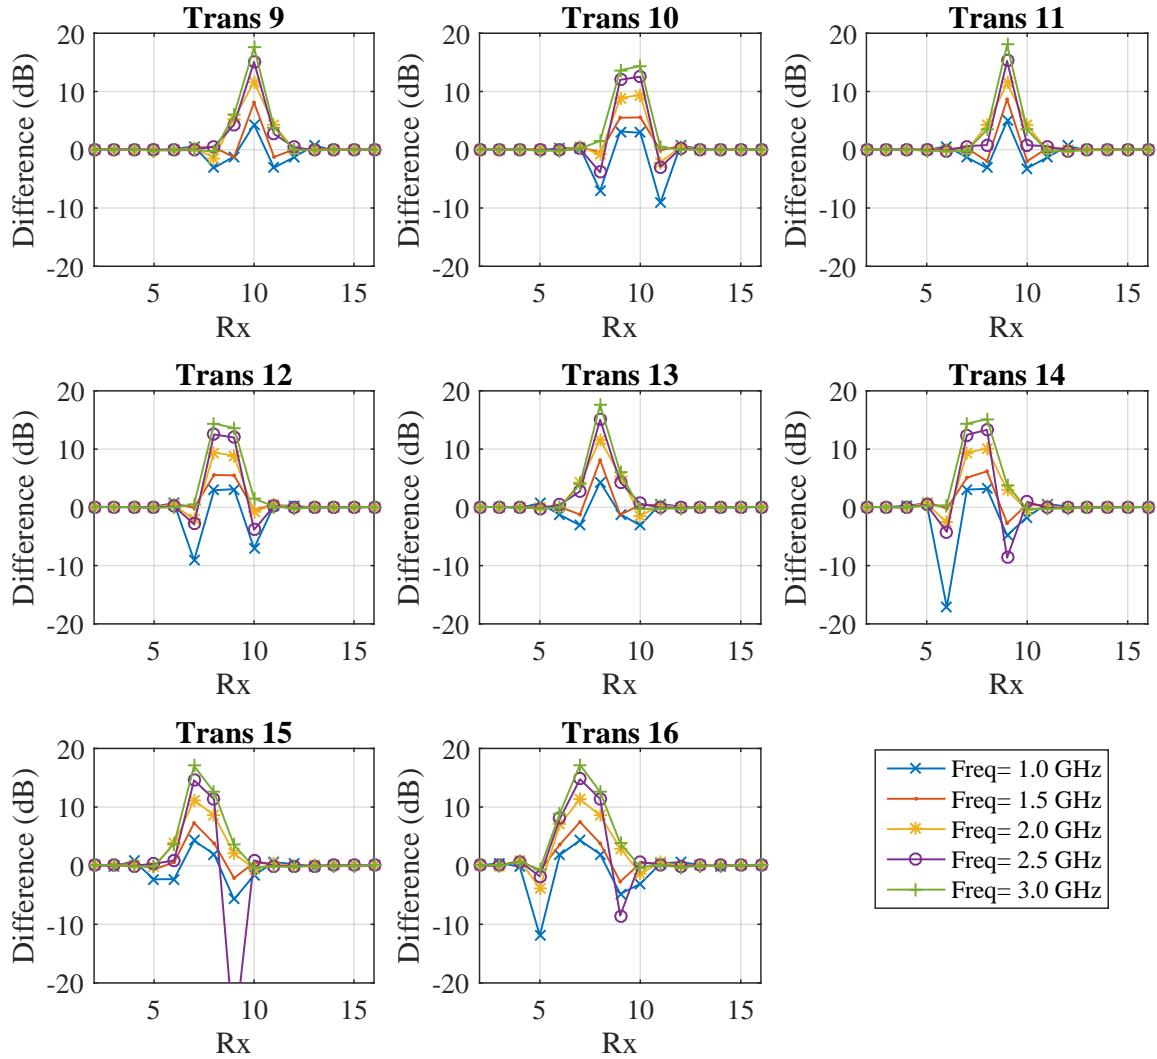 Trans 9
Trans 10
Trans 11
20
10
0
-10
-20
Difference (dB)
5
10
15
Rx
20
10
0
-10
-20
Difference (dB)
5
10
15
Rx
20
10
0
-10
-20
Difference (dB)
5
10
15
Rx
Trans 12
Trans 13
Trans 14
20
10
0
-10
-20
Difference (dB)
5
10
15
Rx
20
10
0
-10
-20
Difference (dB)
5
10
15
Rx
20
10
0
-10
-20
Difference (dB)
5
10
15
Rx
Trans 15
Trans 16
20
10
0
-10
-20
Difference (dB)
5
10
15
Rx
20
10
0
-10
-20
Difference (dB)
5
10
15
Rx
Freq= 1.0 GHz
Freq= 1.5 GHz
Freq= 2.0 GHz
Freq= 2.5 GHz
Freq= 3.0 GHz